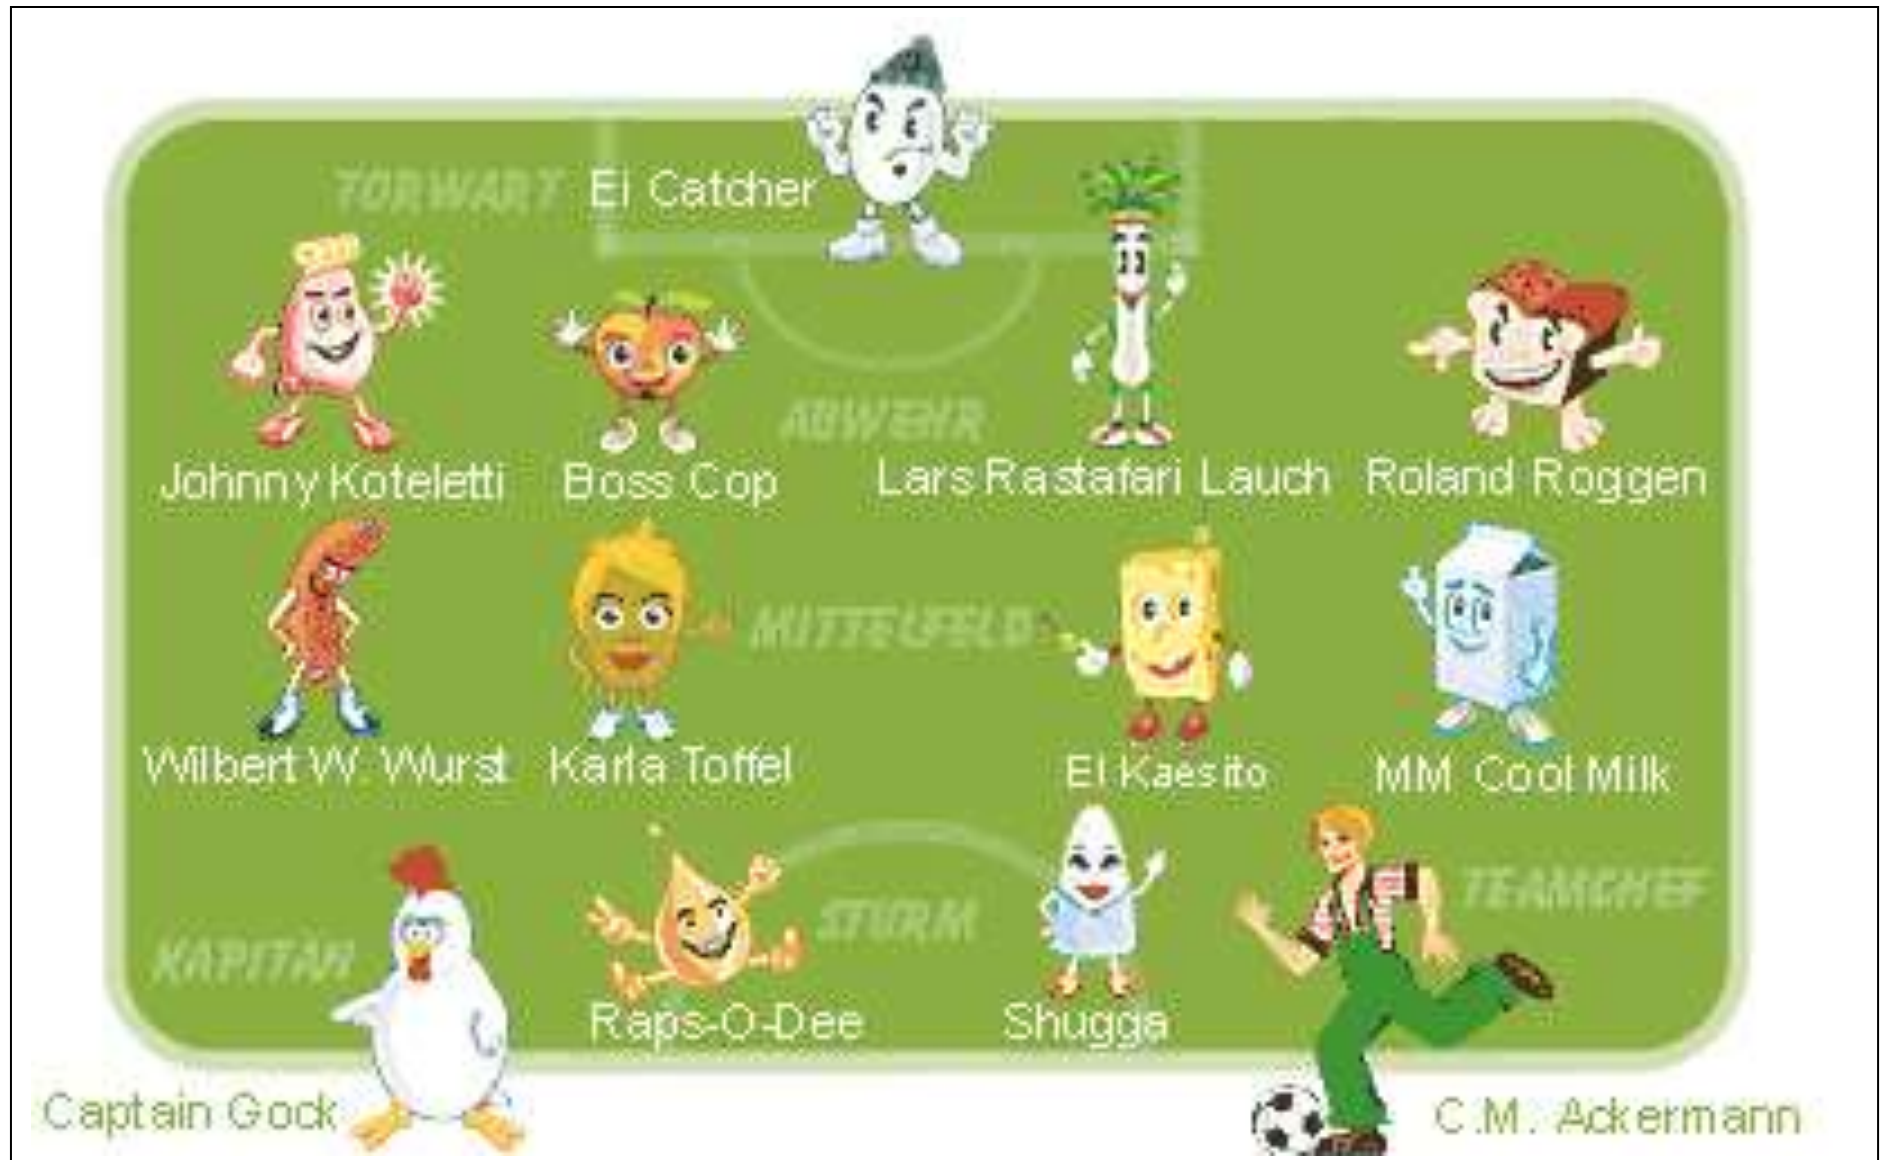 TORWART Ei Catcher
ABWEHR
Johnny Koteletti Boss Cop Lars Rastafari Lauch Roland Roggen
MITTELFELD
Wilbert W. Wurst Karla Toffel El Kaesito MM Cool Milk
KAPITÄN STURM TEAMCHEF
Raps-O-Dee Shugga
Captain Gock C.M. Ackermann